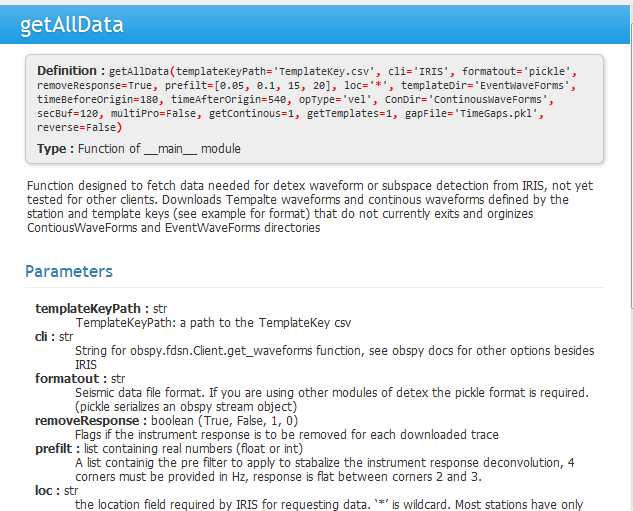 getAllData
Definition : getAllData(templateKeyPath='TemplateKey.csv', cli='IRIS', formatout='pickle',
removeResponse=True, prefilt=[0.05, 0.1, 15, 20], loc='*', templateDir='EventWaveForms',
timeBeforeOrigin=180, timeAfterOrigin=540, opType='vel', ConDir='ContinousWaveForms',
secBuf=120, multiPro=False, getContinous=1, getTemplates=1, gapFile='TimeGaps.pkl',
reverse=False)
Type : Function of __main__ module
Function designed to fetch data needed for detex waveform or subspace detection from IRIS, not yet
tested for other clients. Downloads Tempalte waveforms and continous waveforms defined by the
station and template keys (see example for format) that do not currently exits and orginizes
ContiousWaveForms and EventWaveForms directories
Parameters
templateKeyPath : str
TemplateKeyPath: a path to the TemplateKey csv
cli : str
String for obspy.fdsn.Client.get_waveforms function, see obspy docs for other options besides
IRIS
formatout : str
Seismic data file format. If you are using other modules of detex the pickle format is required.
(pickle serializes an obspy stream object)
removeResponse : boolean (True, False, 1, 0)
Flags if the instrument response is to be removed for each downloaded trace
prefilt : list containing real numbers (float or int)
A list containig the pre filter to apply to stabalize the instrument response deconvolution, 4
corners must be provided in Hz, response is flat between corners 2 and 3.
loc : str
the location field required by IRIS for requesting data. '*' is wildcard. Most stations have only